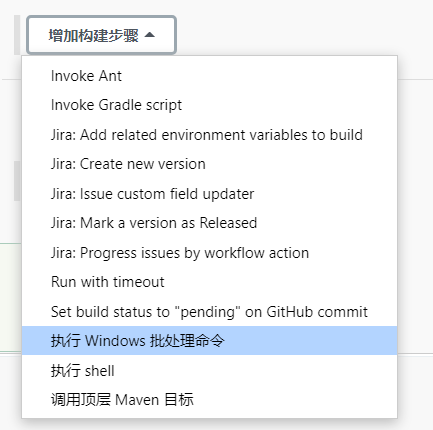 增加构建步骤
Invoke Ant
Invoke Gradle script
Jira: Add related environment variables to build
Jira: Create new version
Jira: Issue custom field updater
Jira: Mark a version as Released
Jira: Progress issues by workflow action
Run with timeout
Set build status to "pending" on GitHub commit
执行 Windows 批处理命令
执行 shell
调用顶层 Maven 目标